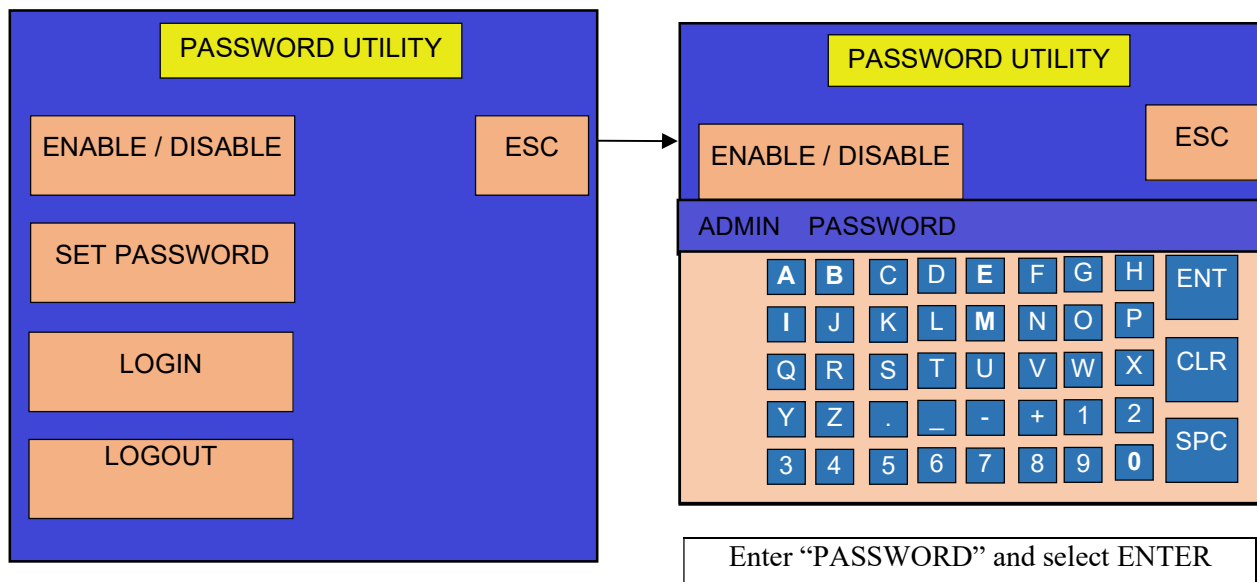 PASSWORD UTILITY
ENABLE / DISABLE
ESC
SET PASSWORD
LOGIN
LOGOUT
PASSWORD UTILITY
ESC
ENABLE / DISABLE
ADMIN PASSWORD
A B C D E F G H ENT
I J K L M N O P
Q R S T U V W X CLR
Y Z . _ - + 1 2
3 4 5 6 7 8 9 0 SPC
Enter “PASSWORD” and select ENTER